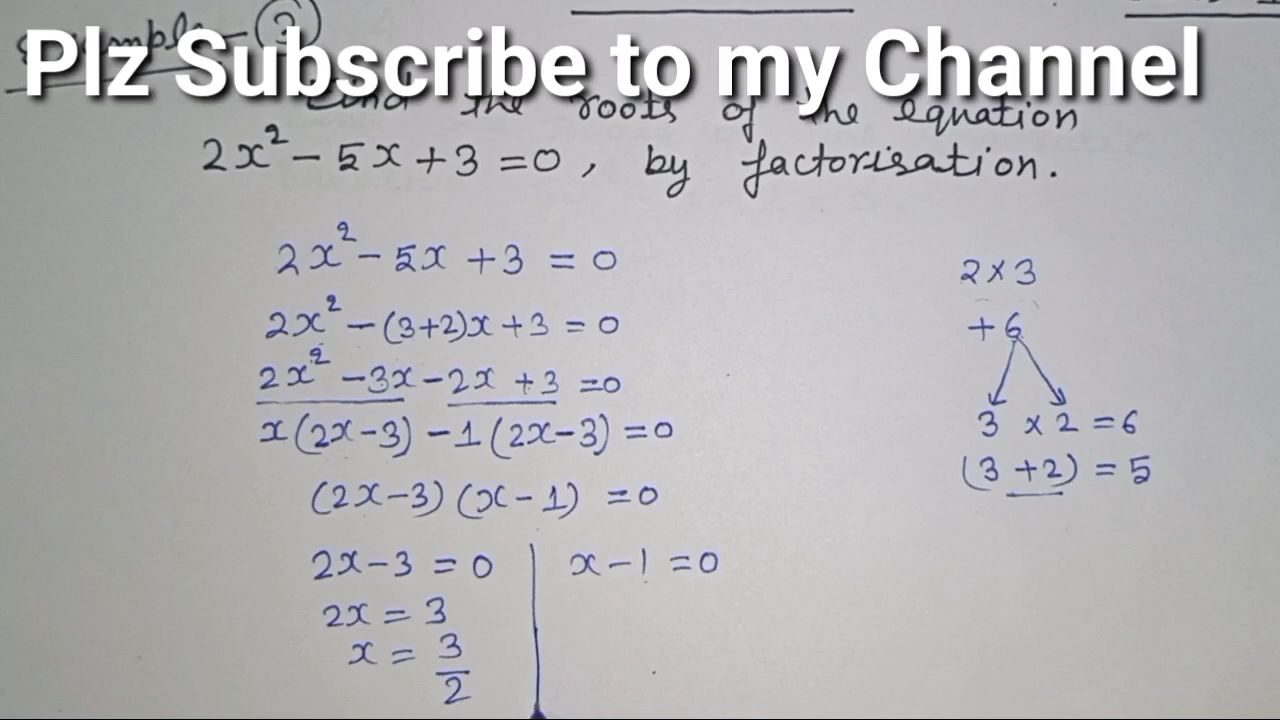 Example - 3
Plz Subscribe to my Channel
Find the roots of the equation
2x² - 5x + 3 = 0, by factorisation.
2x² - 5x + 3 = 0
2x² - (3+2)x + 3 = 0
2x² - 3x - 2x + 3 = 0
x(2x-3) - 1(2x-3) = 0
(2x-3) (x-1) = 0
2x-3 = 0
2x = 3
x = 3/2
x-1 = 0
2×3
+6
3 × 2 = 6
(3 +2) = 5